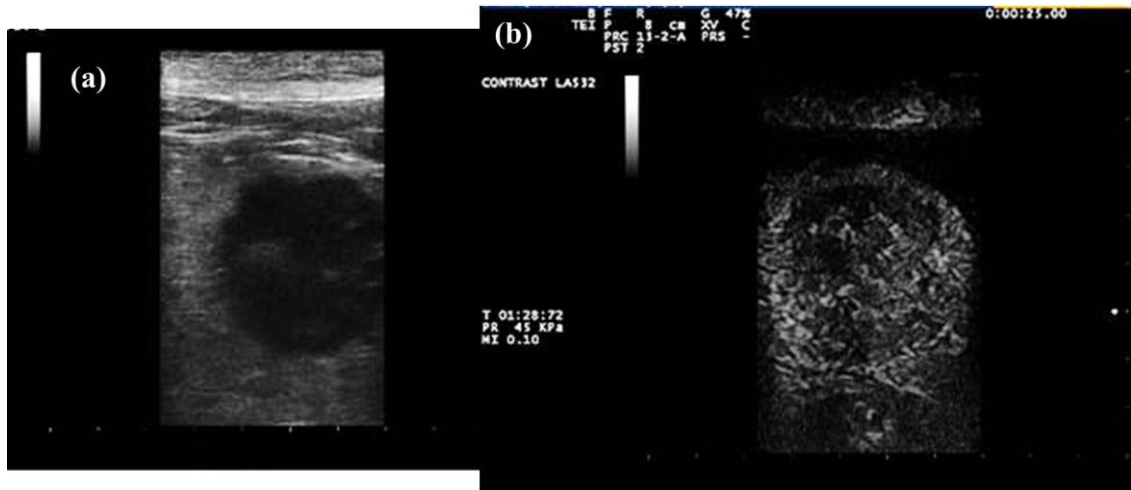 (a)
(b)
B F R G 47%
TEI P 8 cm XV C
PRC 13-2-A PRS -
PST 2
0:00:25.00
CONTRAST LA532
T 01:28:72
PR 45 KPa
MI 0.10